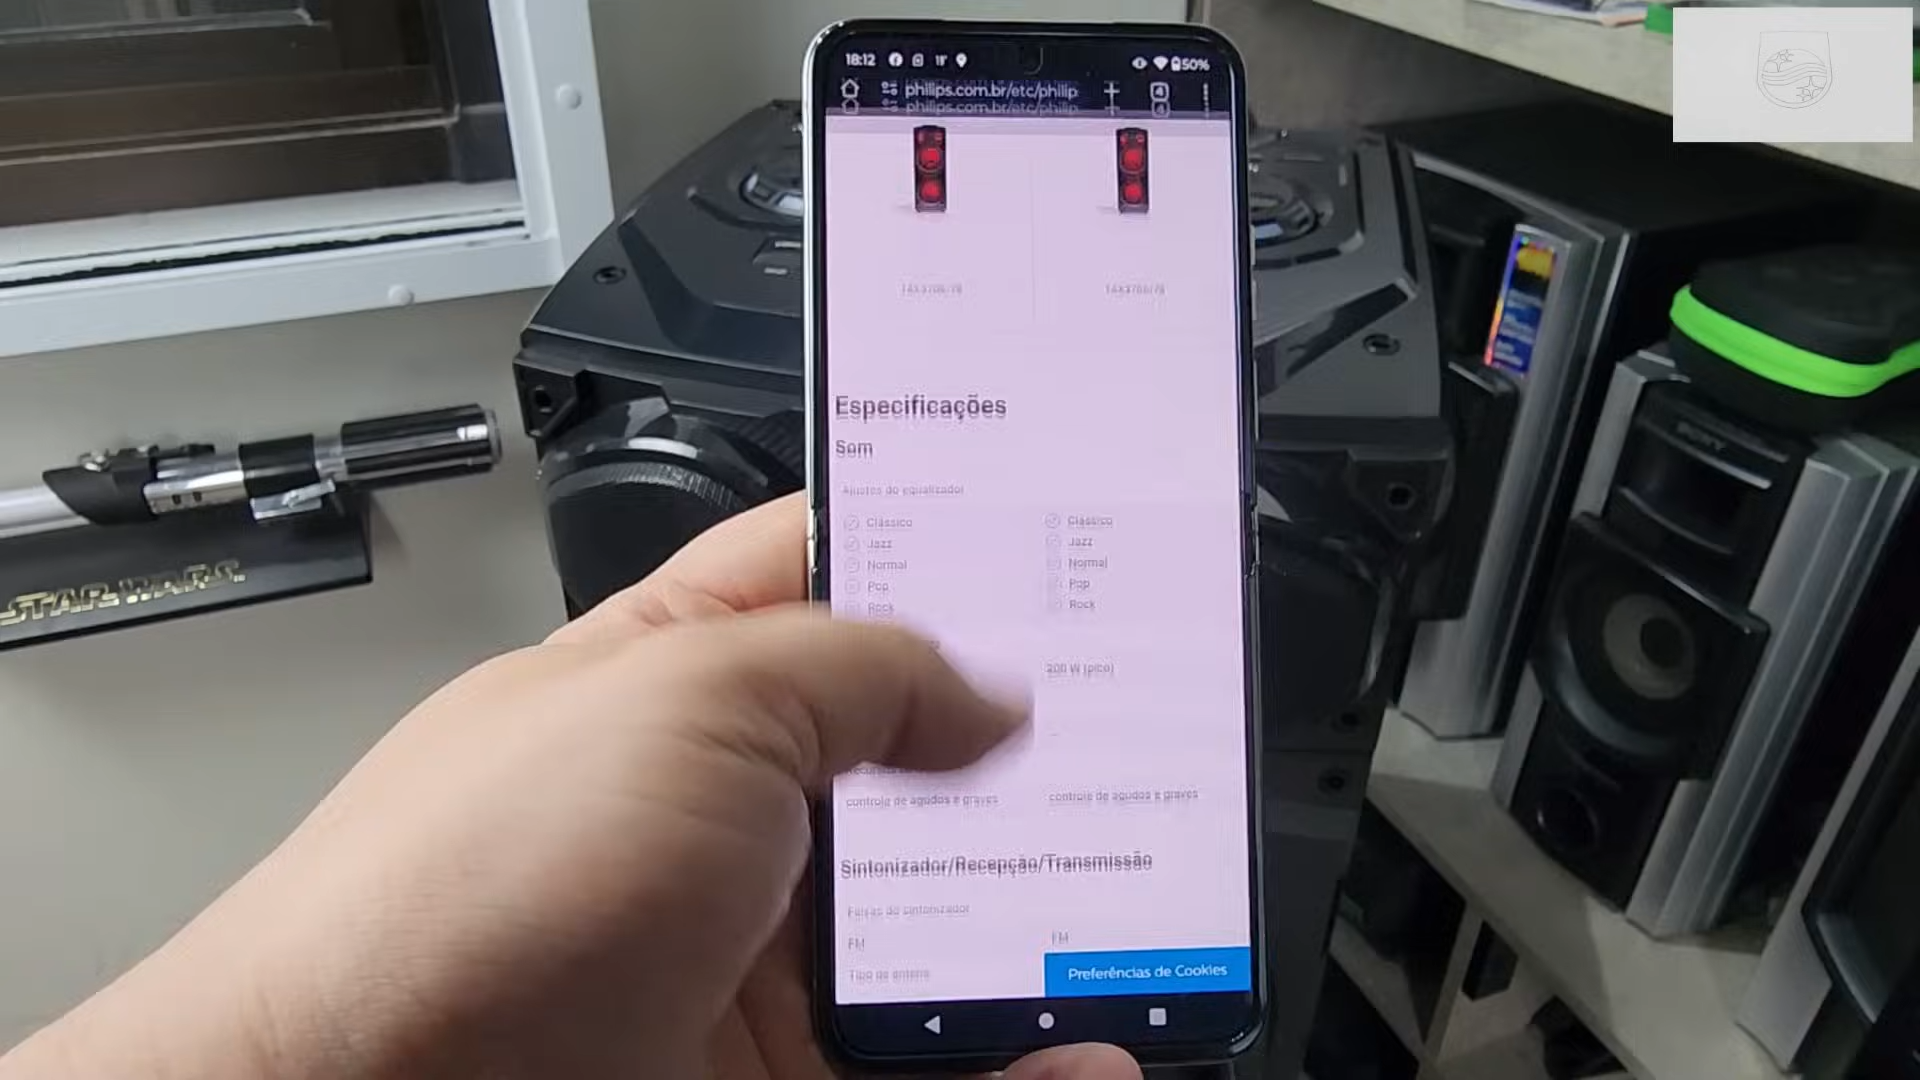 18:12
50%
philips.com.br/etc/philip
4
Especificações
Som
Ajustes do equalizador
Clássico
Clássico
Jazz
Jazz
Normal
Normal
Pop
Pop
Rock
Rock
200 W (pico)
controle de agudos e graves
controle de agudos e graves
Sintonizador/Recepção/Transmissão
Faixas do sintonizador
FM
FM
Tipo de antena
Preferências de Cookies
STAR WARS
SONY